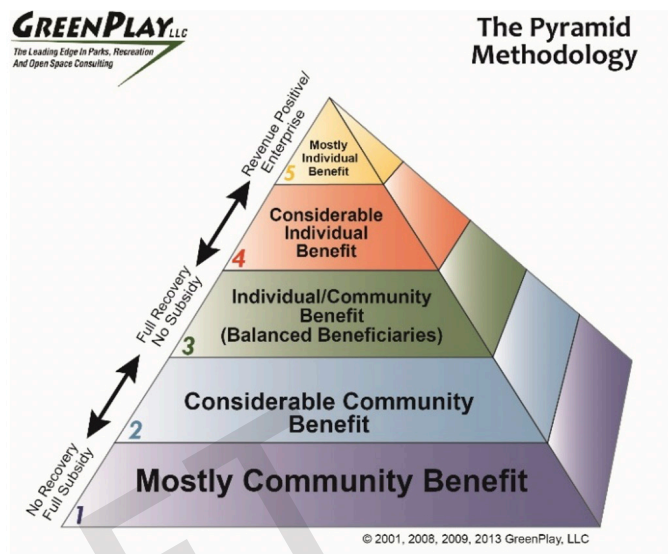 GREENPLAY LLC
The Leading Edge In Parks, Recreation
And Open Space Consulting
The Pyramid
Methodology
Revenue Positive/
Enterprise
Mostly
Individual
Benefit
5
Considerable
Individual
Benefit
4
Full Recovery
No Subsidy
Individual/Community
Benefit
(Balanced Beneficiaries)
3
Considerable Community
Benefit
2
No Recovery
Full Subsidy
Mostly Community Benefit
1
© 2001, 2008, 2009, 2013 GreenPlay, LLC